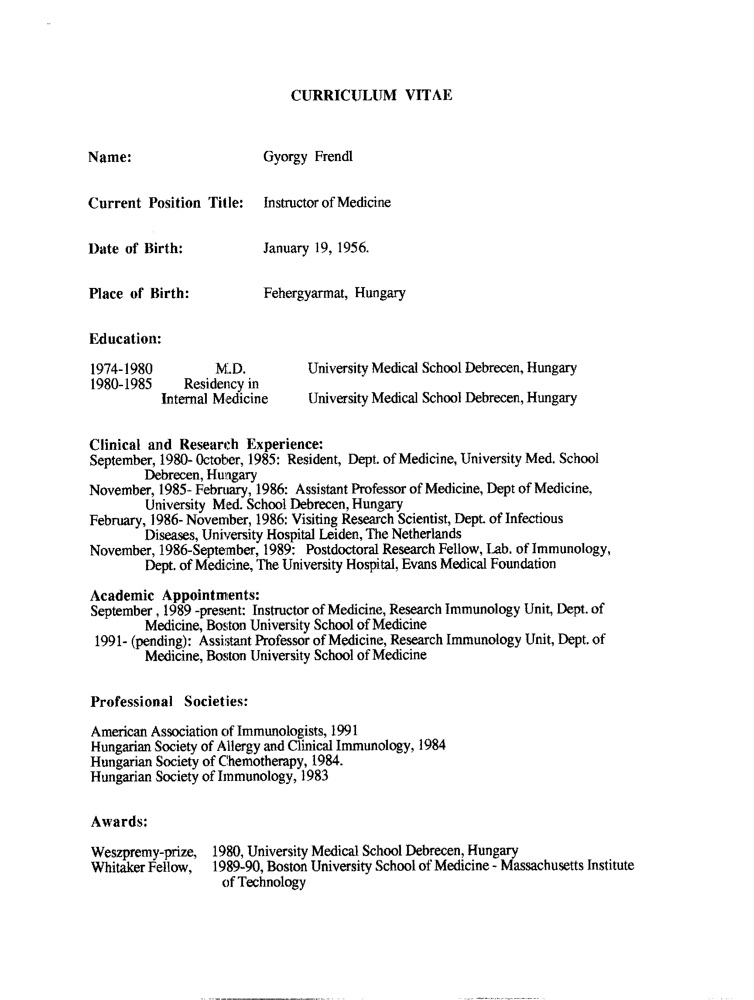 CURRICULUM VITAE
Name: Gyorgy Frendl
Current Position Title: Instructor of Medicine
Date of Birth: January 19, 1956.
Place of Birth: Fehergyarmat, Hungary
Education:
1974-1980 M.D. University Medical School Debrecen, Hungary
1980-1985 Residency in
Internal Medicine University Medical School Debrecen, Hungary
Clinical and Research Experience:
September, 1980- October, 1985: Resident, Dept. of Medicine, University Med. School
Debrecen, Hungary
November, 1985- February, 1986: Assistant Professor of Medicine, Dept of Medicine,
University Med. School Debrecen, Hungary
February, 1986- November, 1986: Visiting Research Scientist, Dept. of Infectious
Diseases, University Hospital Leiden, The Netherlands
November, 1986-September, 1989: Postdoctoral Research Fellow, Lab. of Immunology,
Dept. of Medicine, The University Hospital, Evans Medical Foundation
Academic Appointments:
September , 1989 -present: Instructor of Medicine, Research Immunology Unit, Dept. of
Medicine, Boston University School of Medicine
1991- (pending): Assistant Professor of Medicine, Research Immunology Unit, Dept. of
Medicine, Boston University School of Medicine
Professional Societies:
American Association of Immunologists, 1991
Hungarian Society of Allergy and Clinical Immunology, 1984
Hungarian Society of Chemotherapy, 1984.
Hungarian Society of Immunology, 1983
Awards:
Weszpremy-prize, 1980, University Medical School Debrecen, Hungary
Whitaker Fellow, 1989-90, Boston University School of Medicine - Massachusetts Institute
of Technology